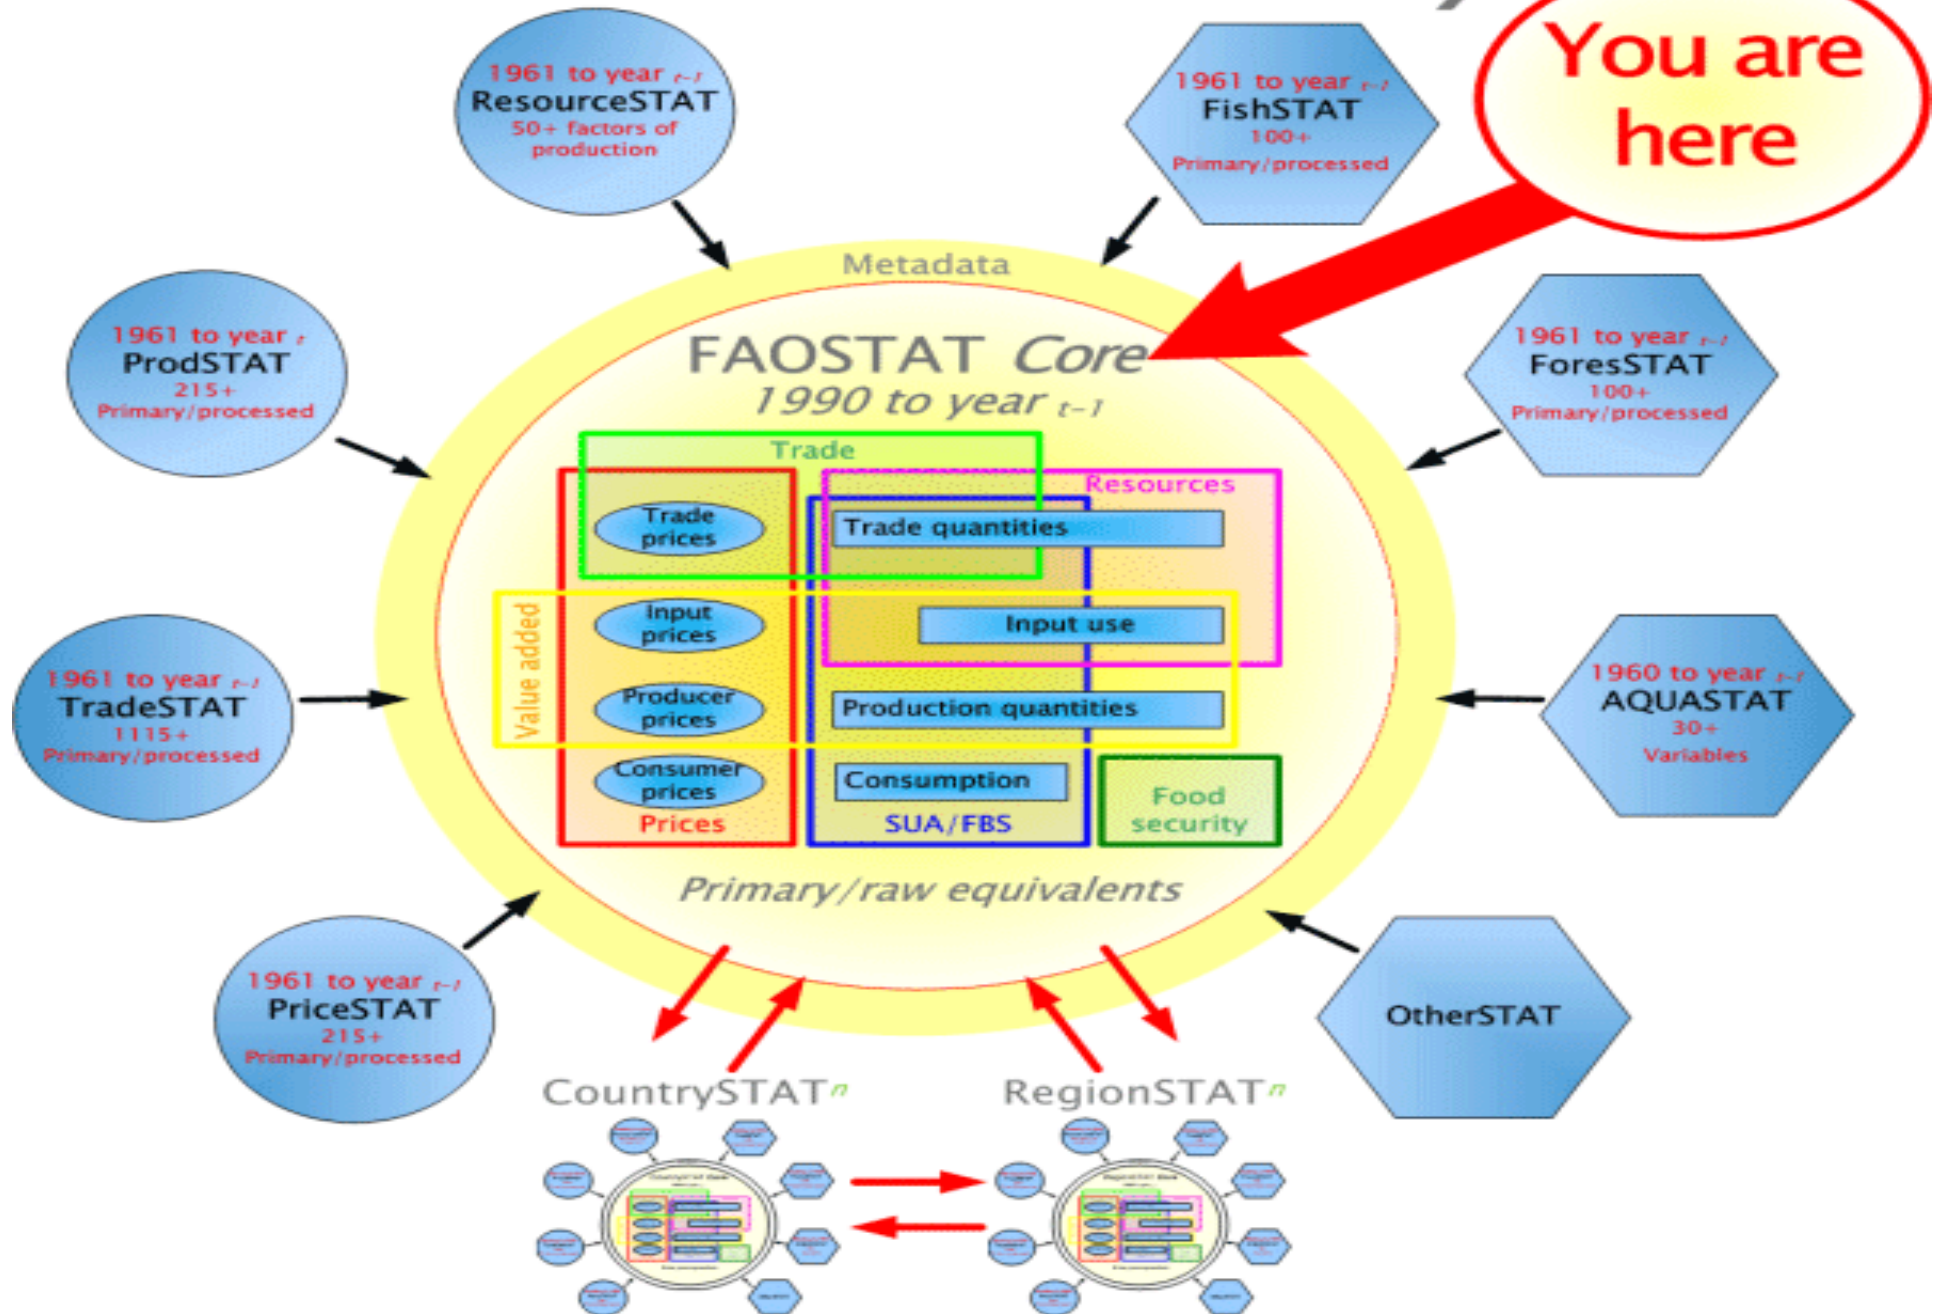 You are
here
1961 to year t-1
ResourceSTAT
50+ factors of
production
1961 to year t-1
FishSTAT
100+
Primary/processed
Metadata
1961 to year t
ProdSTAT
215+
Primary/processed
FAOSTAT Core
1990 to year t-1
1961 to year t-1
ForesSTAT
100+
Primary/processed
Trade
Resources
Trade
prices
Trade quantities
Value added
Input
prices
Input use
Producer
prices
Production quantities
Consumer
prices
Consumption
Prices
SUA/FBS
Food
security
1961 to year t-1
TradeSTAT
1115+
Primary/processed
1960 to year t-1
AQUASTAT
30+
Variables
Primary/raw equivalents
1961 to year t-1
PriceSTAT
215+
Primary/processed
OtherSTAT
CountrySTATn
RegionSTATn